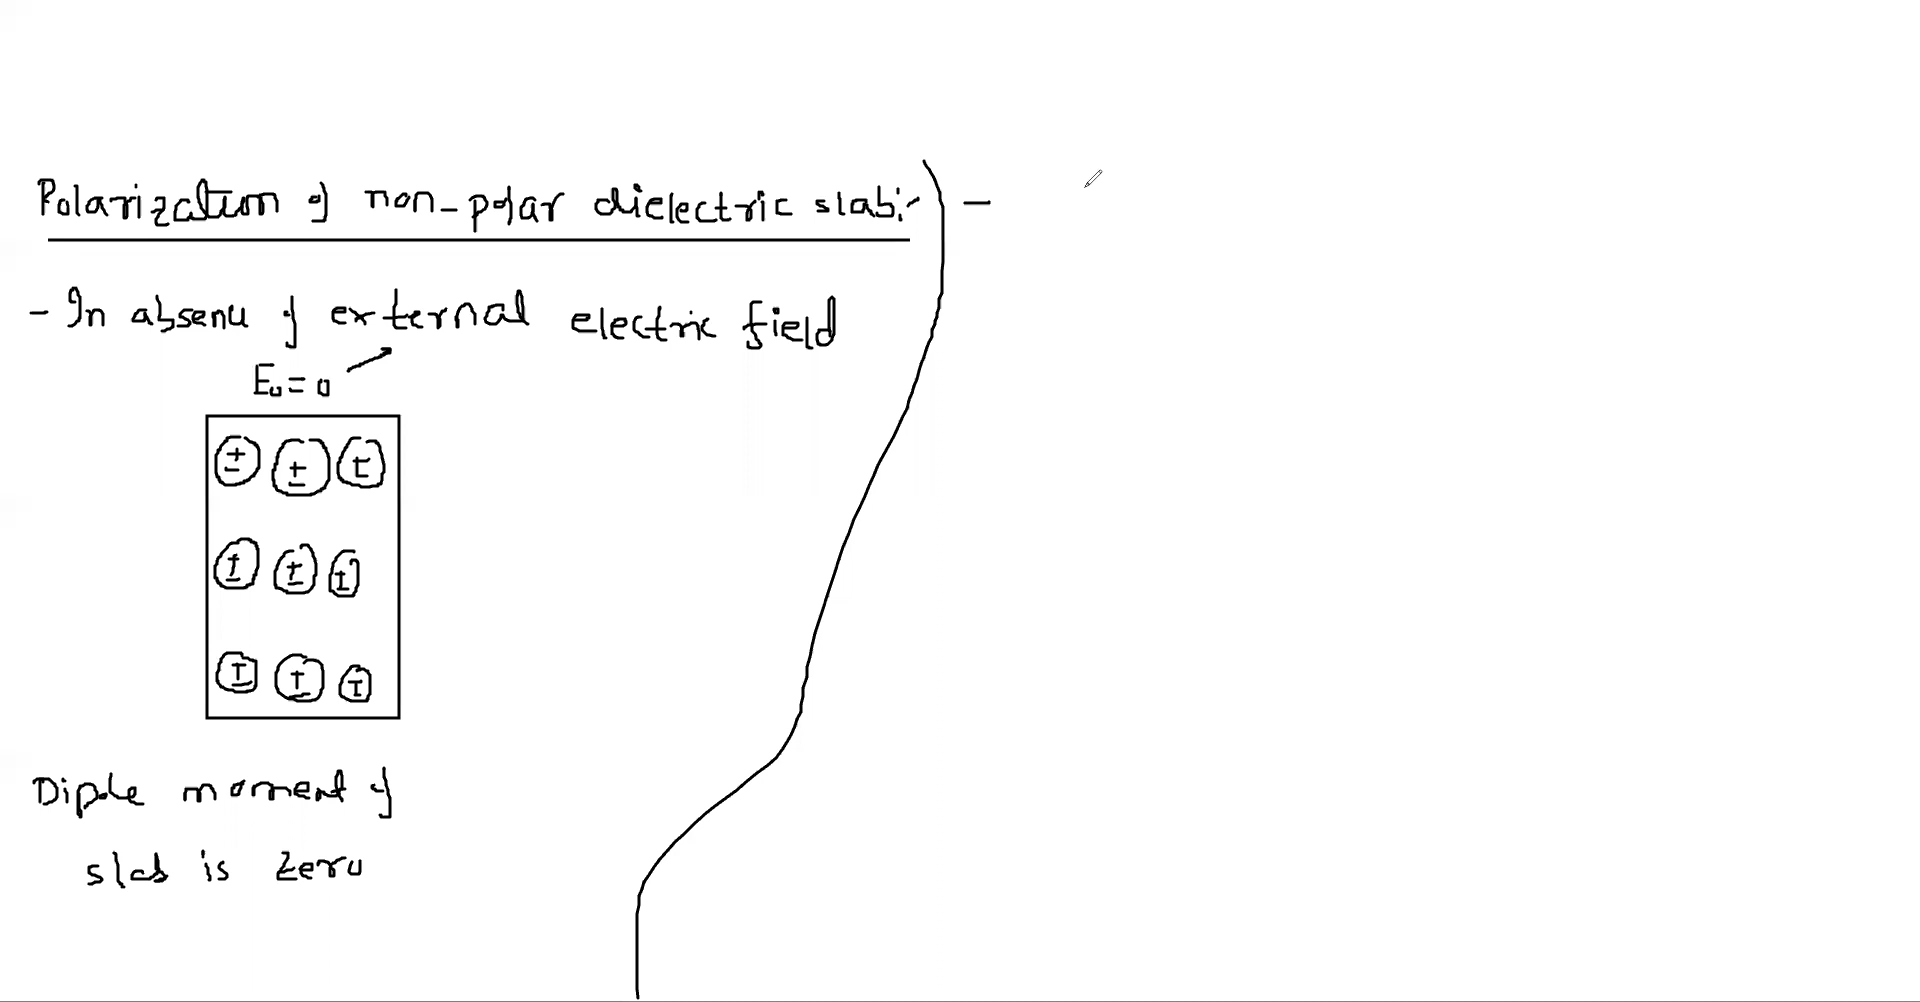 Polarization of non-polar dielectric slab:-
- In absence of external electric field
E₀ = 0
± ± ±
± ± ±
± ± ±
Dipole moment of
slab is zero
-